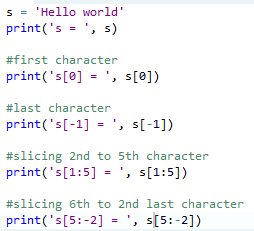 s = 'Hello world'
print('s = ', s)
#first character
print('s[0] = ', s[0])
#last character
print('s[-1] = ', s[-1])
#slicing 2nd to 5th character
print('s[1:5] = ', s[1:5])
#slicing 6th to 2nd last character
print('s[5:-2] = ', s[5:-2])